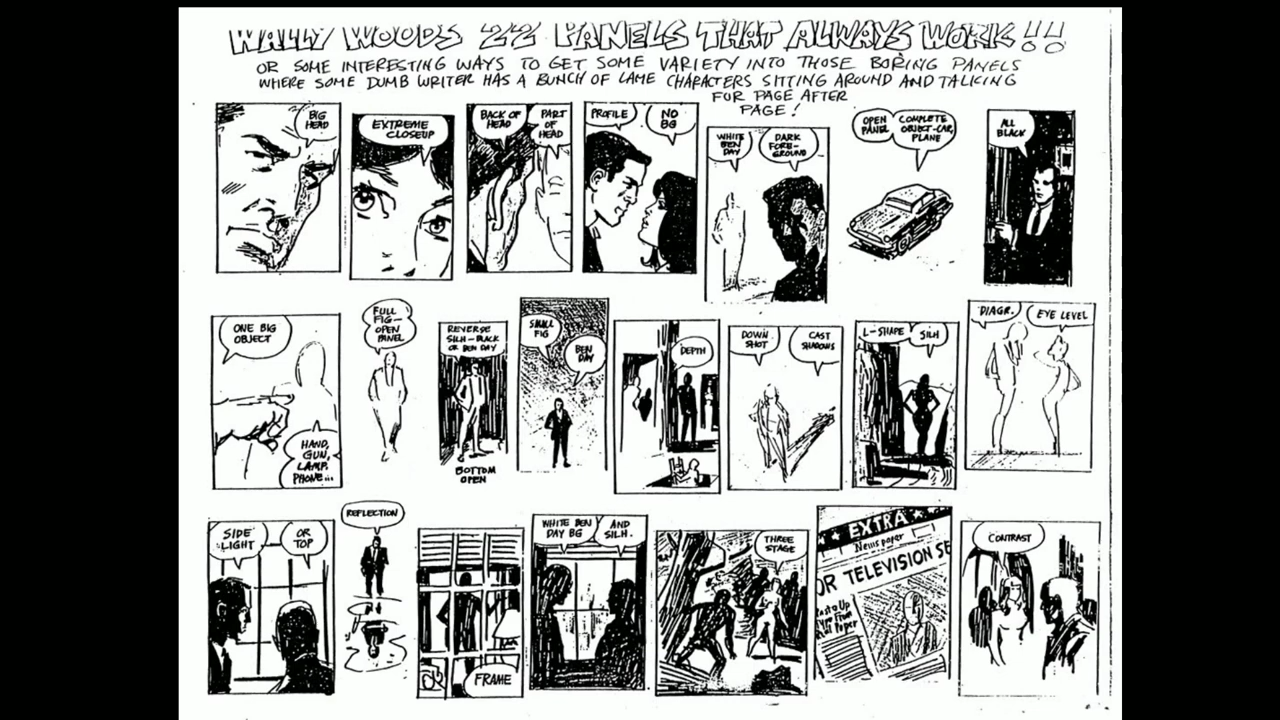 WALLY WOODS 22 PANELS THAT ALWAYS WORK!!
OR SOME INTERESTING WAYS TO GET SOME VARIETY INTO THOSE BORING PANELS
WHERE SOME DUMB WRITER HAS A BUNCH OF LAME CHARACTERS SITTING AROUND AND TALKING
FOR PAGE AFTER
PAGE!
BIG
HEAD
EXTREME
CLOSEUP
BACK OF
HEAD
PART
OF
HEAD
PROFILE
NO
BG
WHITE
BEN
DAY
DARK
FORE-
GROUND
OPEN
PANEL
COMPLETE
OBJECT-CAR,
PLANE
ALL
BLACK
ONE BIG
OBJECT
HAND,
GUN,
LAMP,
PHONE...
FULL
FIG-
OPEN
PANEL
REVERSE
SILH-BLACK
OR BEN DAY
BOTTOM
OPEN
SMALL
FIG
BEN
DAY
DEPTH
DOWN
SHOT
CAST
SHADOWS
L-SHAPE
SILH
DIAGR.
EYE LEVEL
SIDE
LIGHT
OR
TOP
REFLECTION
FRAME
WHITE BEN
DAY BG
AND
SILH.
THREE
STAGE
EXTRA
Newspaper
OR TELEVISION SE
Paste Up
Type From
Paper
CONTRAST